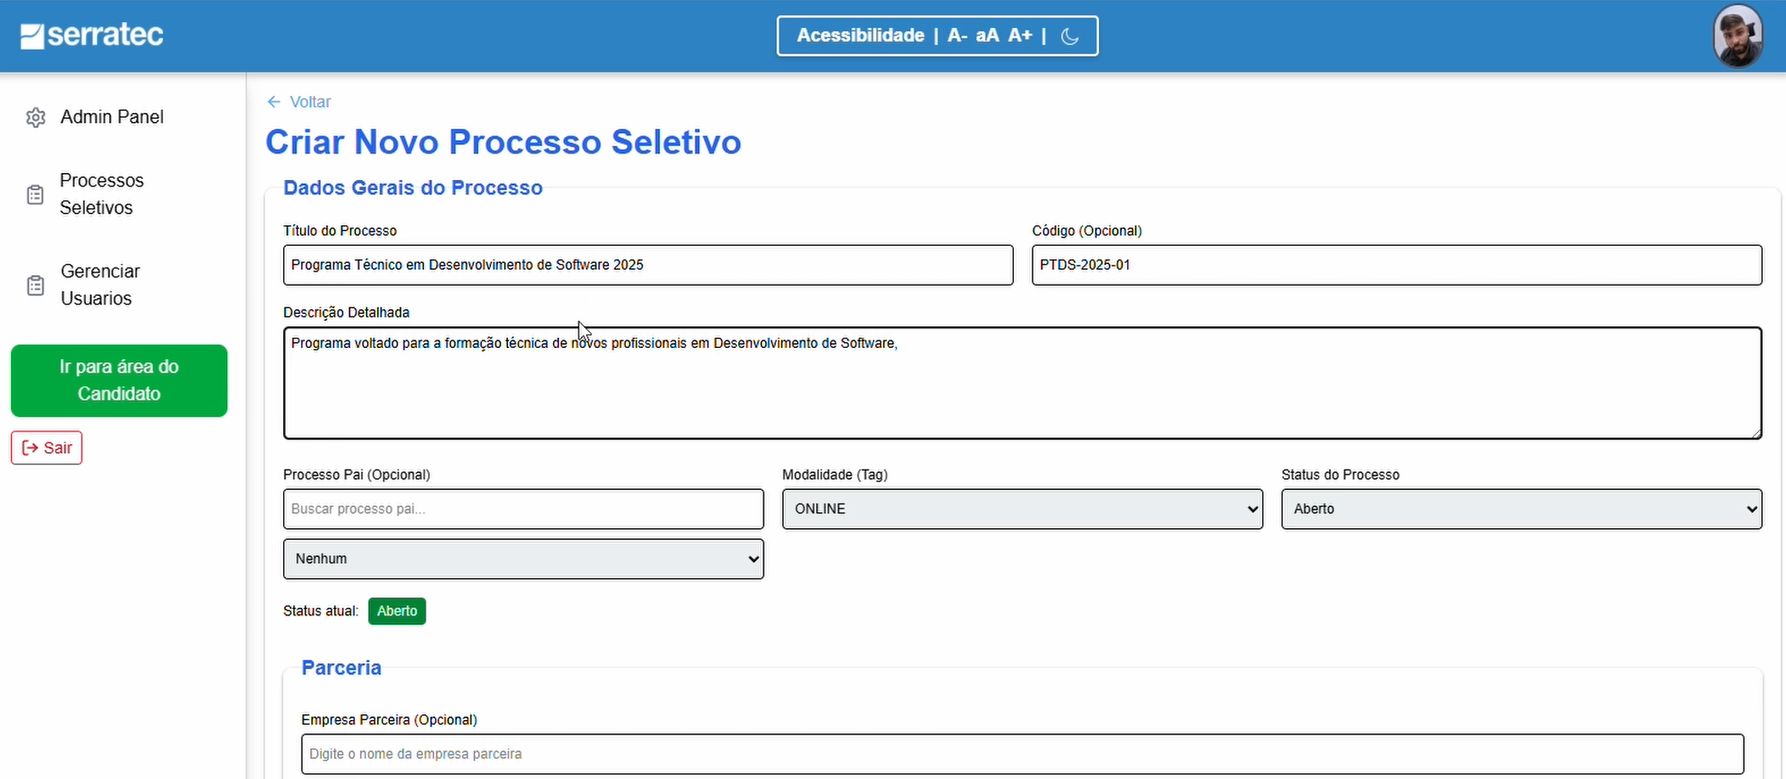 serratec
Acessibilidade | A- aA A+ |
Admin Panel
Processos
Seletivos
Gerenciar
Usuarios
Ir para área do
Candidato
Sair
Voltar
Criar Novo Processo Seletivo
Dados Gerais do Processo
Título do Processo
Código (Opcional)
Programa Técnico em Desenvolvimento de Software 2025
PTDS-2025-01
Descrição Detalhada
Programa voltado para a formação técnica de novos profissionais em Desenvolvimento de Software,
Processo Pai (Opcional)
Modalidade (Tag)
Status do Processo
Buscar processo pai...
ONLINE
Aberto
Nenhum
Status atual: Aberto
Parceria
Empresa Parceira (Opcional)
Digite o nome da empresa parceira